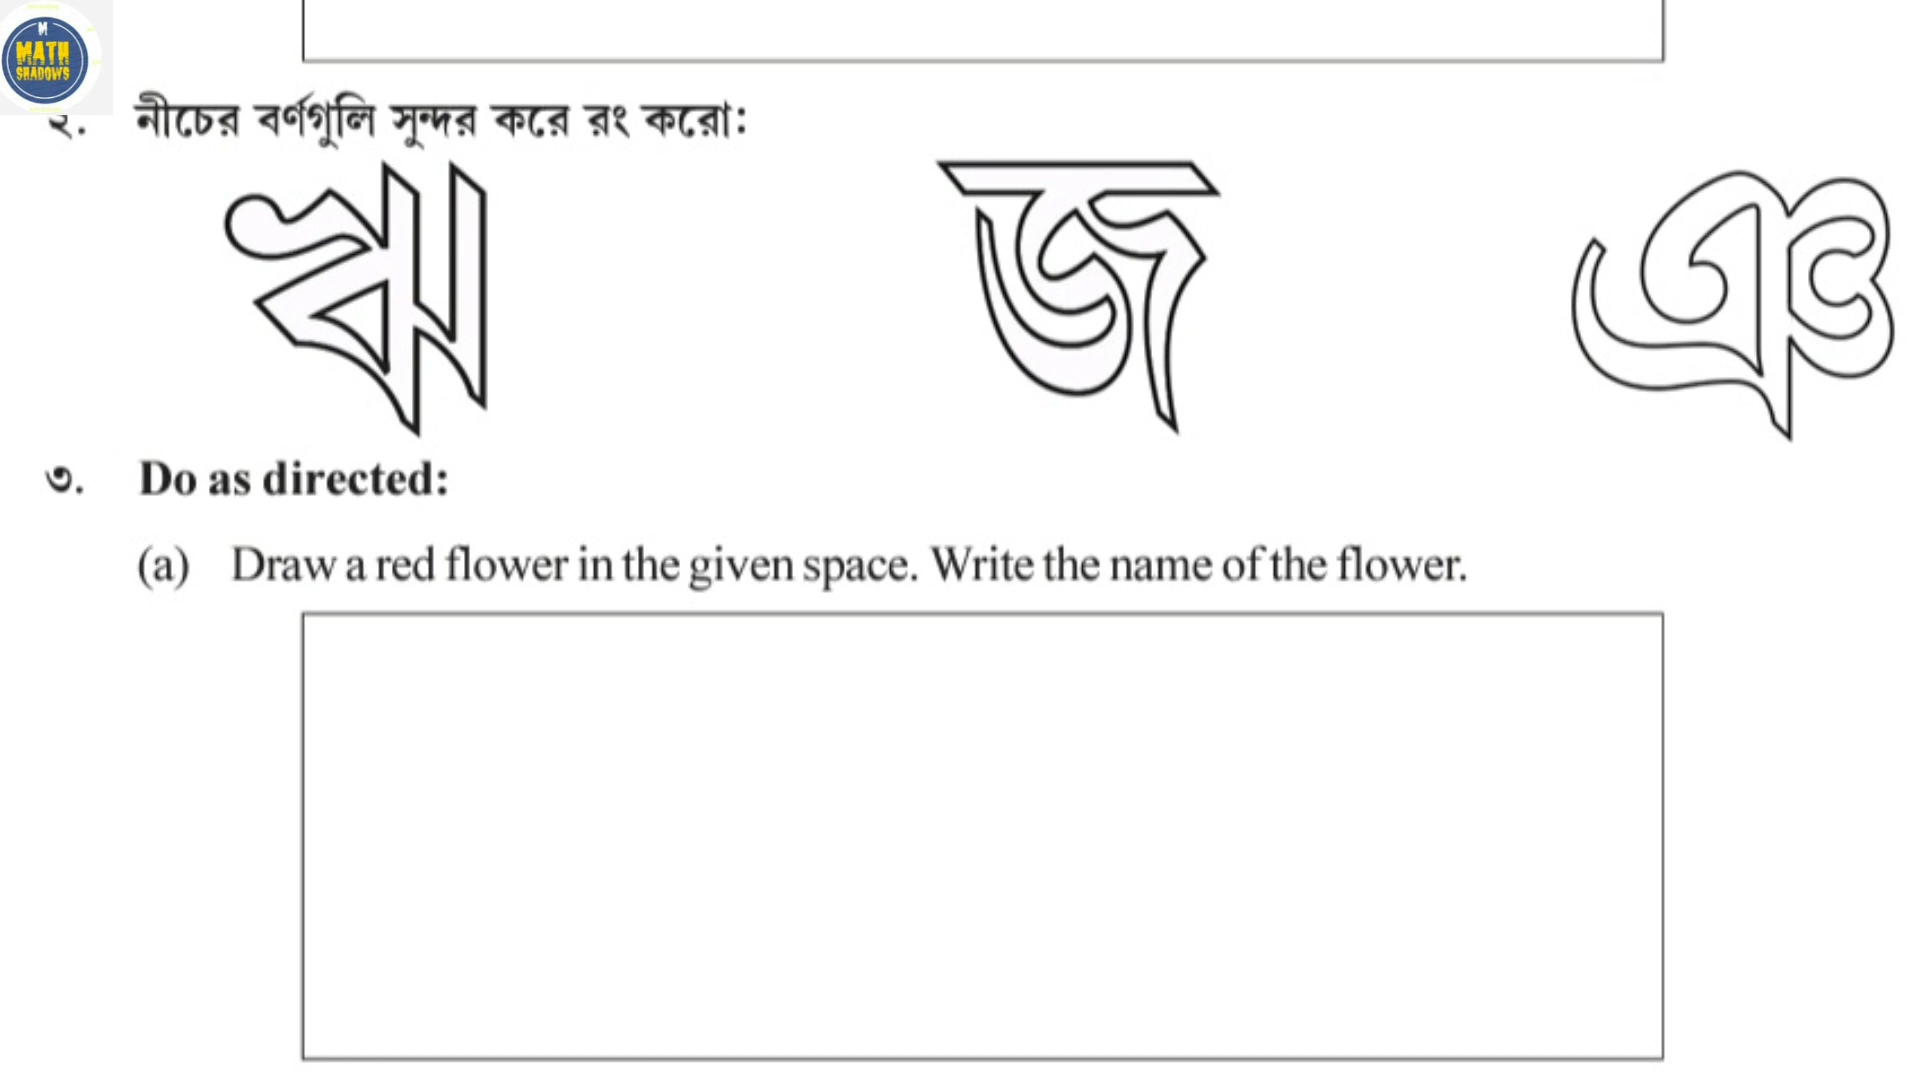 M
MATH
SHADOWS
২. নীচের বর্ণগুলি সুন্দর করে রং করো:
ঋ জ ঞ
৩. Do as directed:
(a) Draw a red flower in the given space. Write the name of the flower.